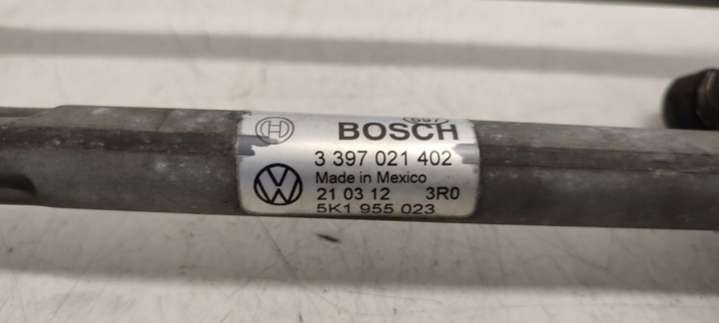 BOSCH
3 397 021 402
Made in Mexico
21 03 12 3R0
5K1 955 023